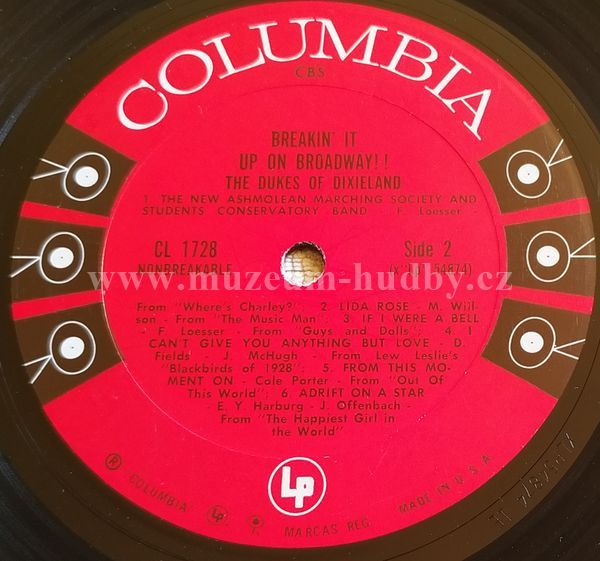 COLUMBIA
CBS
BREAKIN' IT
UP ON BROADWAY!!
THE DUKES OF DIXIELAND
1. THE NEW ASHMOLEAN MARCHING SOCIETY AND
STUDENTS CONSERVATORY BAND - F. Loesser -
CL 1728 Side 2
NONBREAKABLE (x"Lp"54874)
www.muzeum-hudby.cz
From "Where's Charley?"; 2. LIDA ROSE - M. Will-
son - From "The Music Man"; 3. IF I WERE A BELL
- F. Loesser - From "Guys and Dolls"; 4. I
CAN'T GIVE YOU ANYTHING BUT LOVE - D.
Fields - J. McHugh - From Lew Leslie's
"Blackbirds of 1928"; 5. FROM THIS MO-
MENT ON - Cole Porter - From "Out Of
This World"; 6. ADRIFT ON A STAR
- E. Y. Harburg - J. Offenbach -
From "The Happiest Girl in
the World"
Lp
® COLUMBIA Lp MARCAS REG. MADE IN U.S.A.